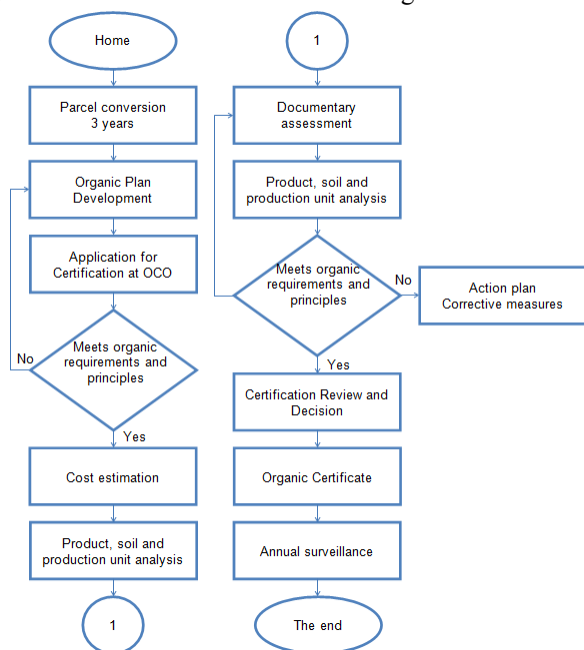 Home
Parcel conversion
3 years
Organic Plan
Development
Application for
Certification at OCO
Meets organic
requirements and
principles
No
Yes
Cost estimation
Product, soil and
production unit analysis
1
1
Documentary
assessment
Product, soil and
production unit analysis
Meets organic
requirements and
principles
No
Action plan
Corrective measures
Yes
Certification Review and
Decision
Organic Certificate
Annual surveillance
The end